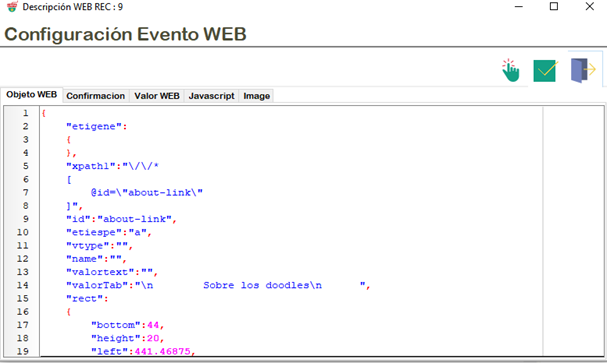 Descripción WEB REC : 9
Configuración Evento WEB
Objeto WEB Confirmacion Valor WEB Javascript Image
1 {
2 "etigene":
3 {
4 },
5 "xpath1":"\/\/*
6 [
7 @id=\"about-link\"
8 ]",
9 "id":"about-link",
10 "etiespe":"a",
11 "vtype":"",
12 "name":"",
13 "valortext":"",
14 "valorTab":"\n Sobre los doodles\n ",
15 "rect":
16 {
17 "bottom":44,
18 "height":20,
19 "left":441.46875,